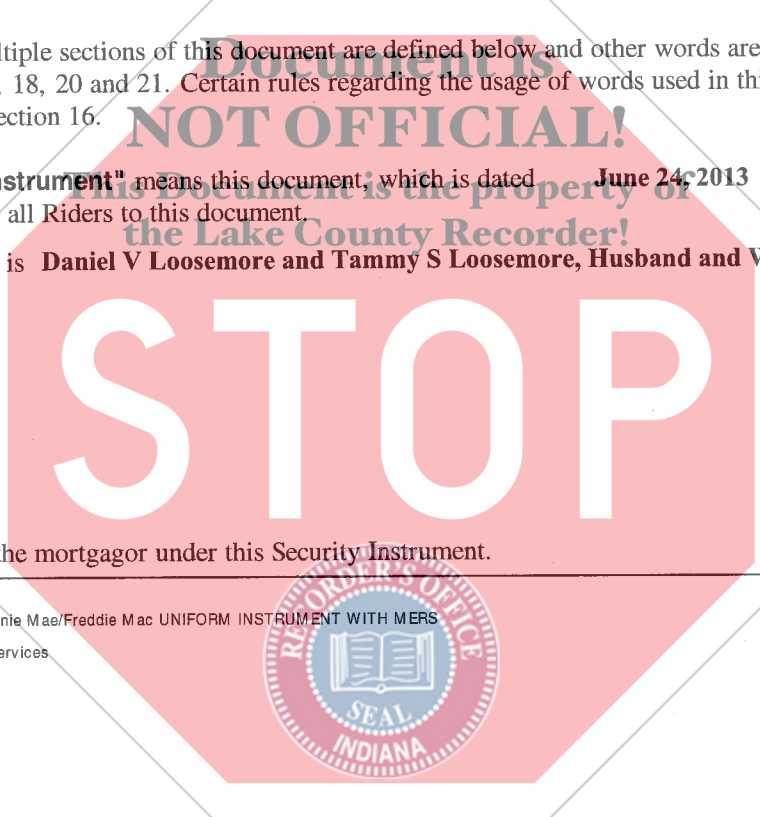 ltiple sections of this document are defined below and other words are
Document is
, 18, 20 and 21. Certain rules regarding the usage of words used in thi
ection 16.
NOT OFFICIAL!
strument" means this document, which is dated June 24, 2013
This Document is the property of
all Riders to this document.
the Lake County Recorder!
is Daniel V Loosemore and Tammy S Loosemore, Husband and W
STOP
he mortgagor under this Security Instrument.
nie Mae/Freddie Mac UNIFORM INSTRUMENT WITH MERS
ervices
RECORDER'S OFFICE
SEAL
INDIANA